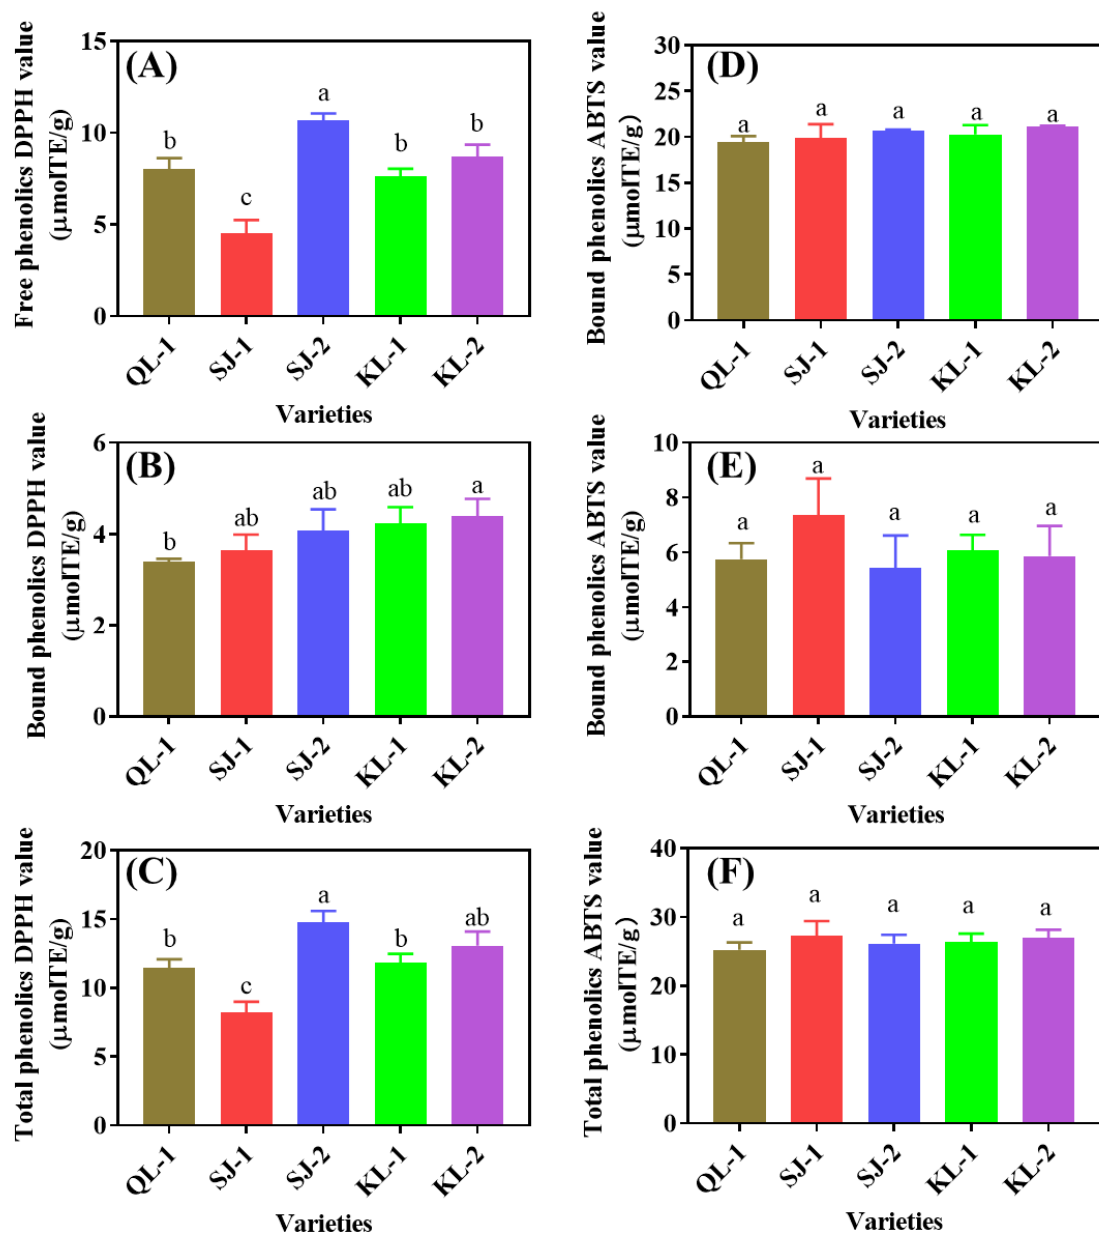 (A)
Free phenolics DPPH value
(μmolTE/g)
15
10
5
0
b
c
a
b
b
QL-1
SJ-1
SJ-2
KL-1
KL-2
Varieties
(D)
Bound phenolics ABTS value
(μmolTE/g)
30
25
20
15
10
5
0
a
a
a
a
a
QL-1
SJ-1
SJ-2
KL-1
KL-2
Varieties
(B)
Bound phenolics DPPH value
(μmolTE/g)
6
4
2
0
b
ab
ab
ab
a
QL-1
SJ-1
SJ-2
KL-1
KL-2
Varieties
(E)
Bound phenolics ABTS value
(μmolTE/g)
10
8
6
4
2
0
a
a
a
a
a
QL-1
SJ-1
SJ-2
KL-1
KL-2
Varieties
(C)
Total phenolics DPPH value
(μmolTE/g)
20
15
10
5
0
b
c
a
b
ab
QL-1
SJ-1
SJ-2
KL-1
KL-2
Varieties
(F)
Total phenolics ABTS value
(μmolTE/g)
40
30
20
10
0
a
a
a
a
a
QL-1
SJ-1
SJ-2
KL-1
KL-2
Varieties